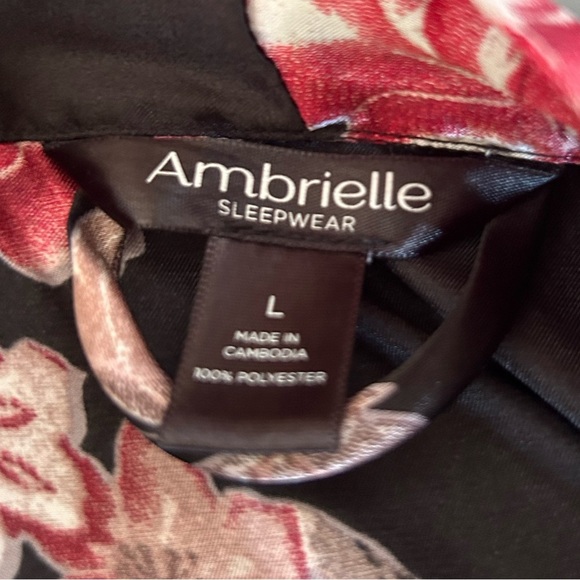 Ambrielle
SLEEPWEAR
L
MADE IN
CAMBODIA
100% POLYESTER